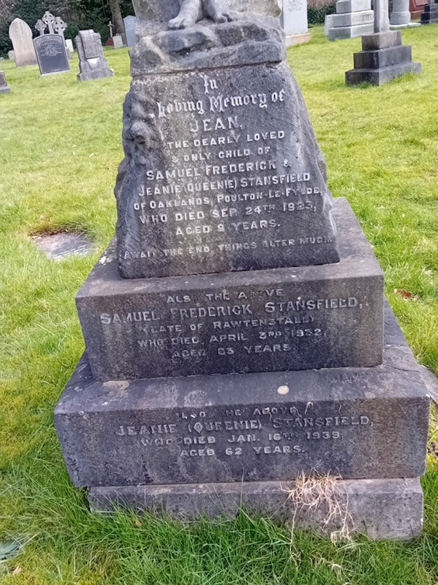 In
Loving Memory of
JEAN,
THE DEARLY LOVED
& ONLY CHILD OF
SAMUEL FREDERICK &
JEANIE (QUEENIE) STANSFIELD
OF OAKLANDS, POULTON-LE-FYLDE,
WHO DIED SEP 24TH 1923,
AGED 9 YEARS.
AWAIT THE END, THINGS ALTER MUCH.
ALS THE A VE
SAMUEL FREDERICK STANSFIELD,
(LATE OF RAWTENSTALL)
WHO DIED, APRIL 3RD 1932,
AGED 63 YEARS.
ALSO THE ABOVE
JEANIE (QUEENIE) STANSFIELD,
WHO DIED JAN. 16TH 1939
AGED 62 YEARS.